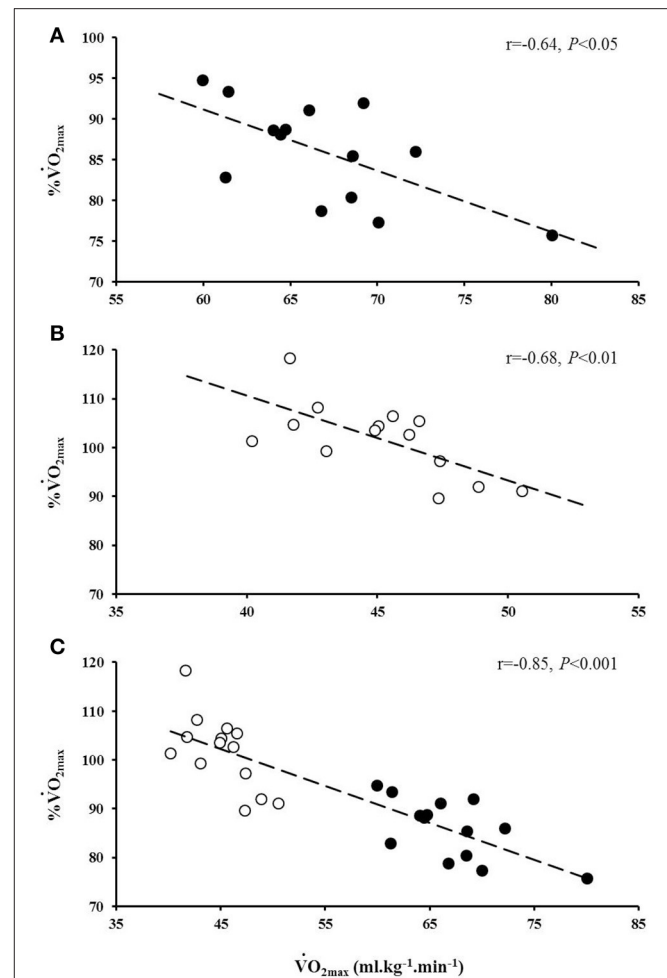 A
r=-0.64, P<0.05
100
95
90
85
80
75
70
%V̇O2max
55 60 65 70 75 80 85
B
r=-0.68, P<0.01
120
110
100
90
80
70
%V̇O2max
35 40 45 50 55
C
r=-0.85, P<0.001
120
110
100
90
80
70
%V̇O2max
35 45 55 65 75 85
V̇O2max (ml.kg-1.min-1)